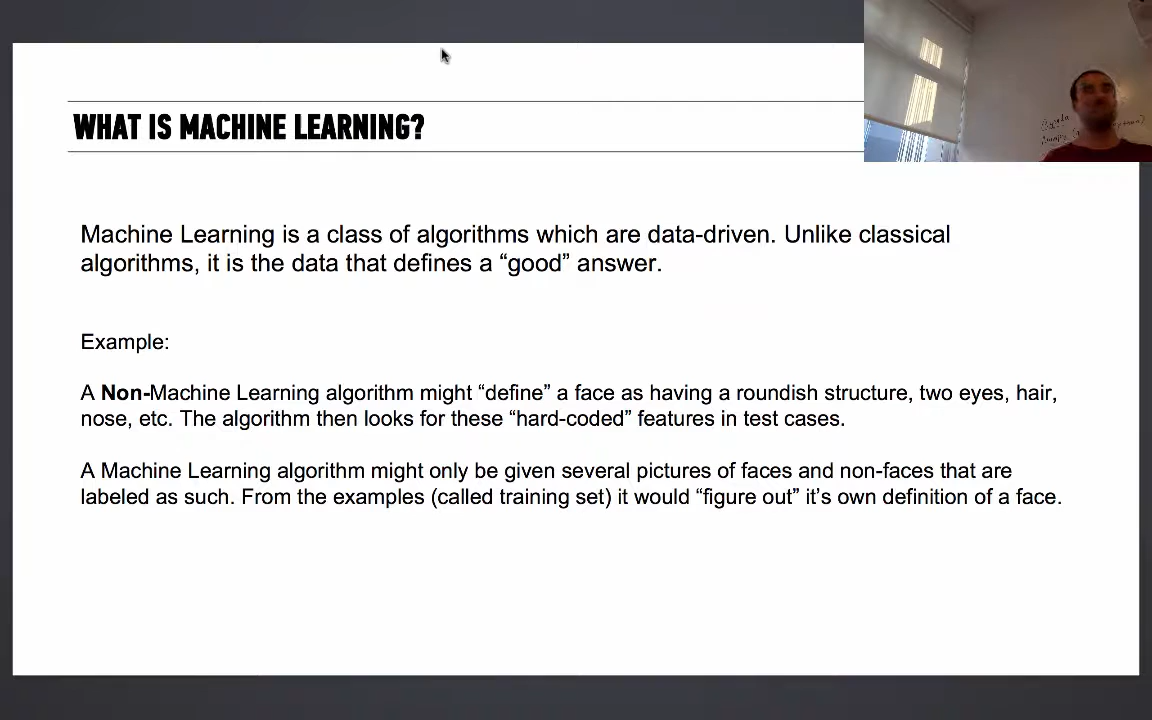 WHAT IS MACHINE LEARNING?
Machine Learning is a class of algorithms which are data-driven. Unlike classical
algorithms, it is the data that defines a “good” answer.
Example:
A Non-Machine Learning algorithm might “define” a face as having a roundish structure, two eyes, hair,
nose, etc. The algorithm then looks for these “hard-coded” features in test cases.
A Machine Learning algorithm might only be given several pictures of faces and non-faces that are
labeled as such. From the examples (called training set) it would “figure out” it’s own definition of a face.